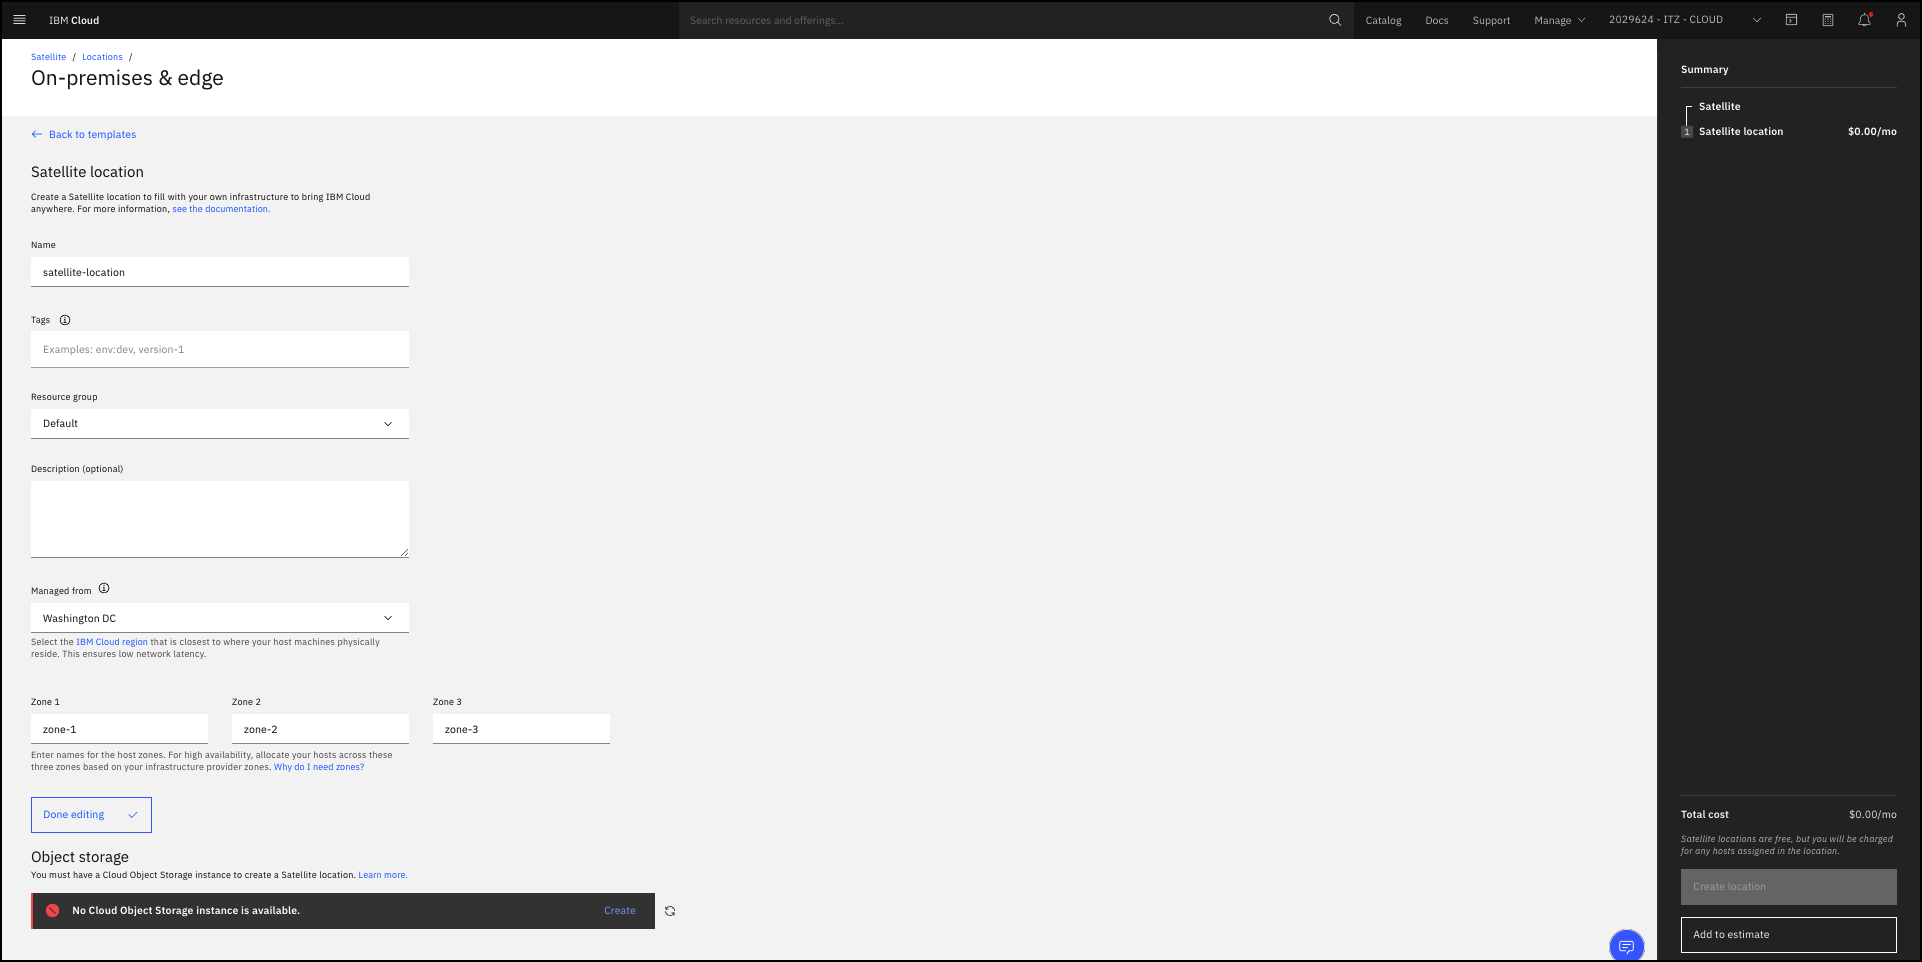 IBM Cloud
Search resources and offerings...
Catalog
Docs
Support
Manage
2029624 - ITZ - CLOUD
Satellite / Locations /
On-premises & edge
Back to templates
Satellite location
Create a Satellite location to fill with your own infrastructure to bring IBM Cloud
anywhere. For more information, see the documentation.
Name
satellite-location
Tags
Examples: env:dev, version-1
Resource group
Default
Description (optional)
Managed from
Washington DC
Select the IBM Cloud region that is closest to where your host machines physically
reside. This ensures low network latency.
Zone 1
Zone 2
Zone 3
zone-1
zone-2
zone-3
Enter names for the host zones. For high availability, allocate your hosts across these
three zones based on your infrastructure provider zones. Why do I need zones?
Done editing
Object storage
You must have a Cloud Object Storage instance to create a Satellite location. Learn more.
No Cloud Object Storage instance is available.
Create
Summary
Satellite
1 Satellite location $0.00/mo
Total cost $0.00/mo
Satellite locations are free, but you will be charged
for any hosts assigned in the location.
Create location
Add to estimate